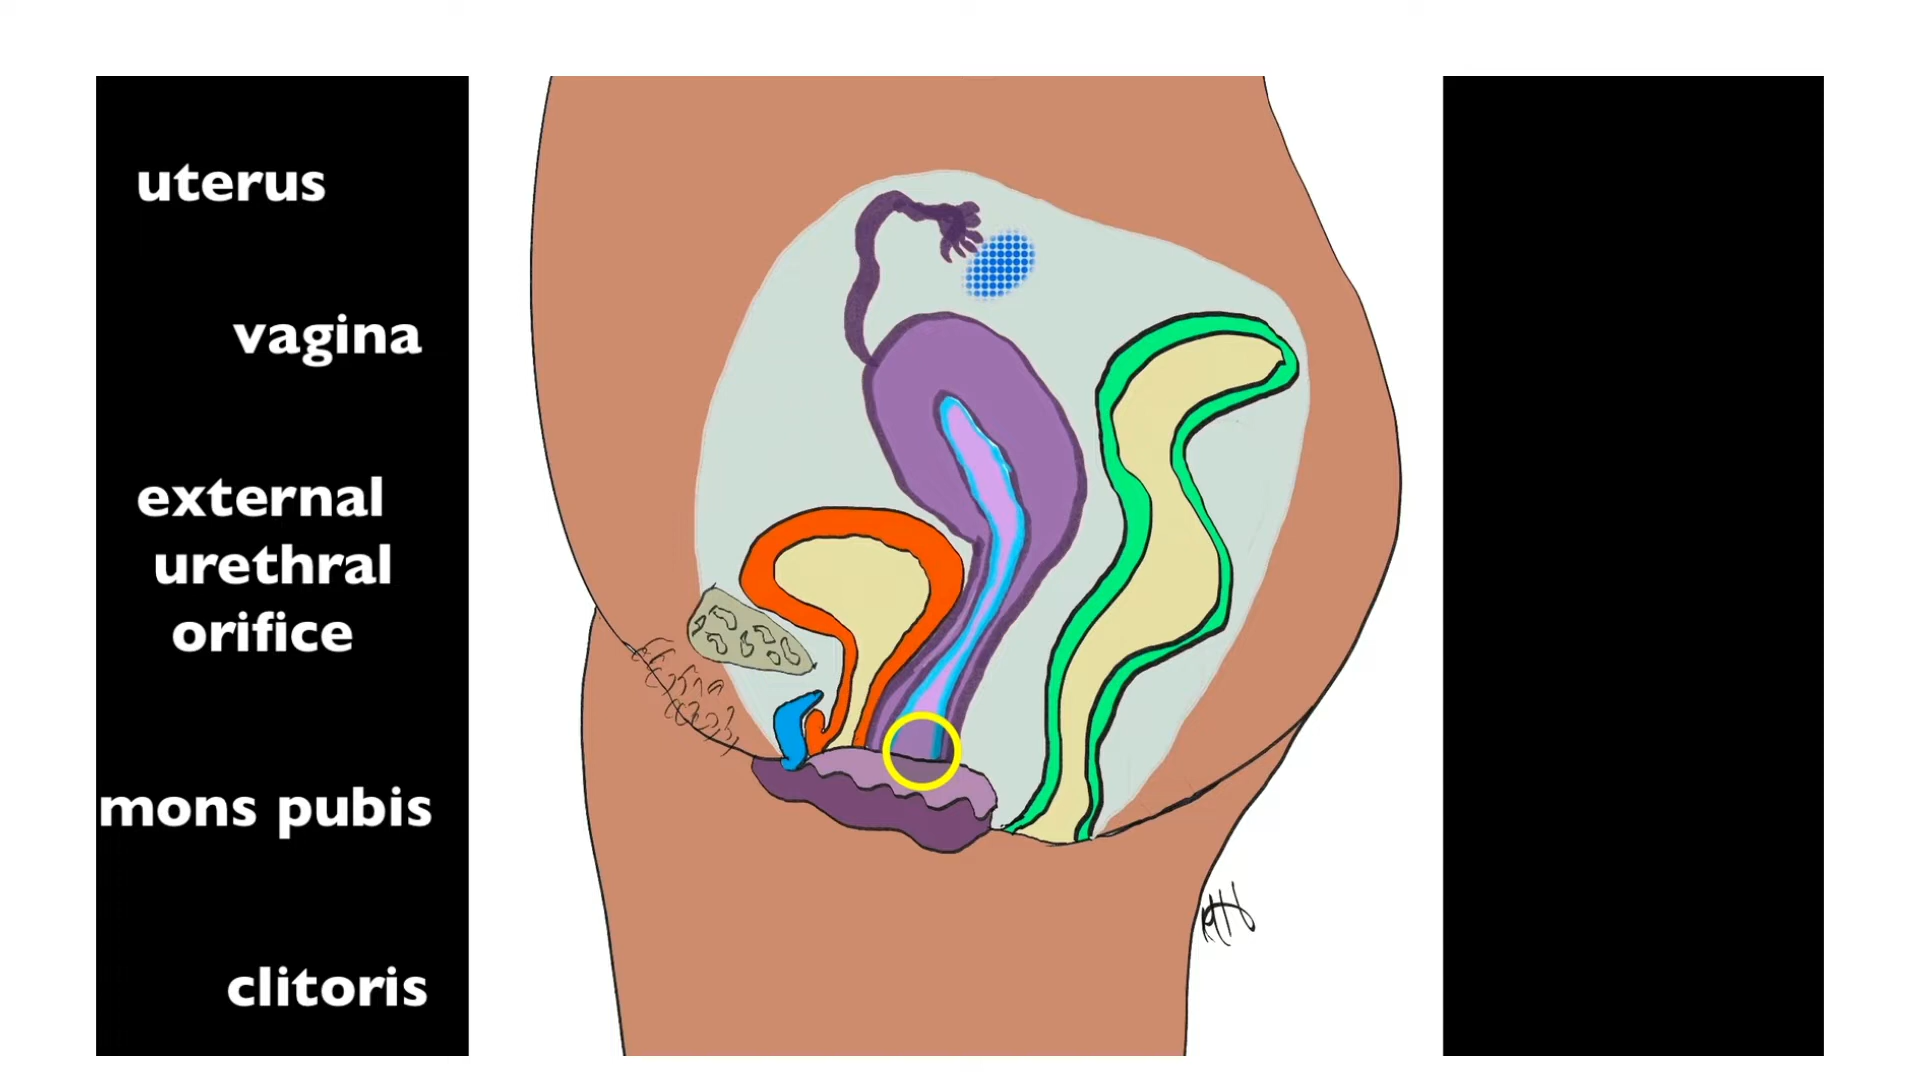 uterus
vagina
external
urethral
orifice
mons pubis
clitoris